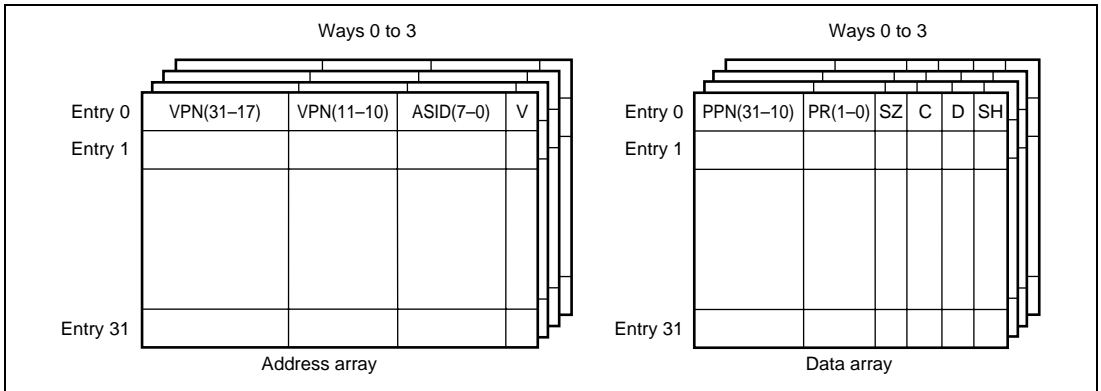 Ways 0 to 3
Entry 0 VPN(31–17) VPN(11–10) ASID(7–0) V
Entry 1
Entry 31
Address array
Ways 0 to 3
Entry 0 PPN(31–10) PR(1–0) SZ C D SH
Entry 1
Entry 31
Data array